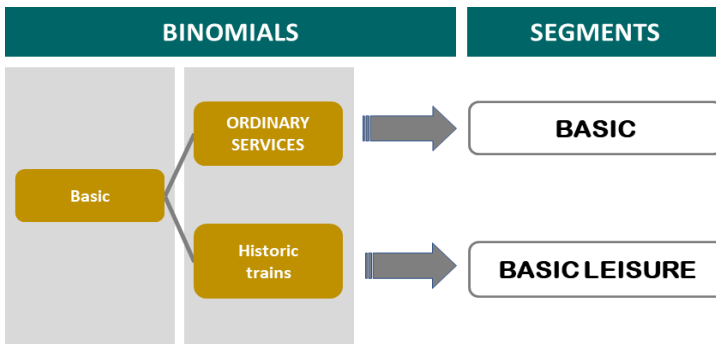 BINOMIALS
SEGMENTS
Basic
ORDINARY
SERVICES
BASIC
Historic
trains
BASIC LEISURE